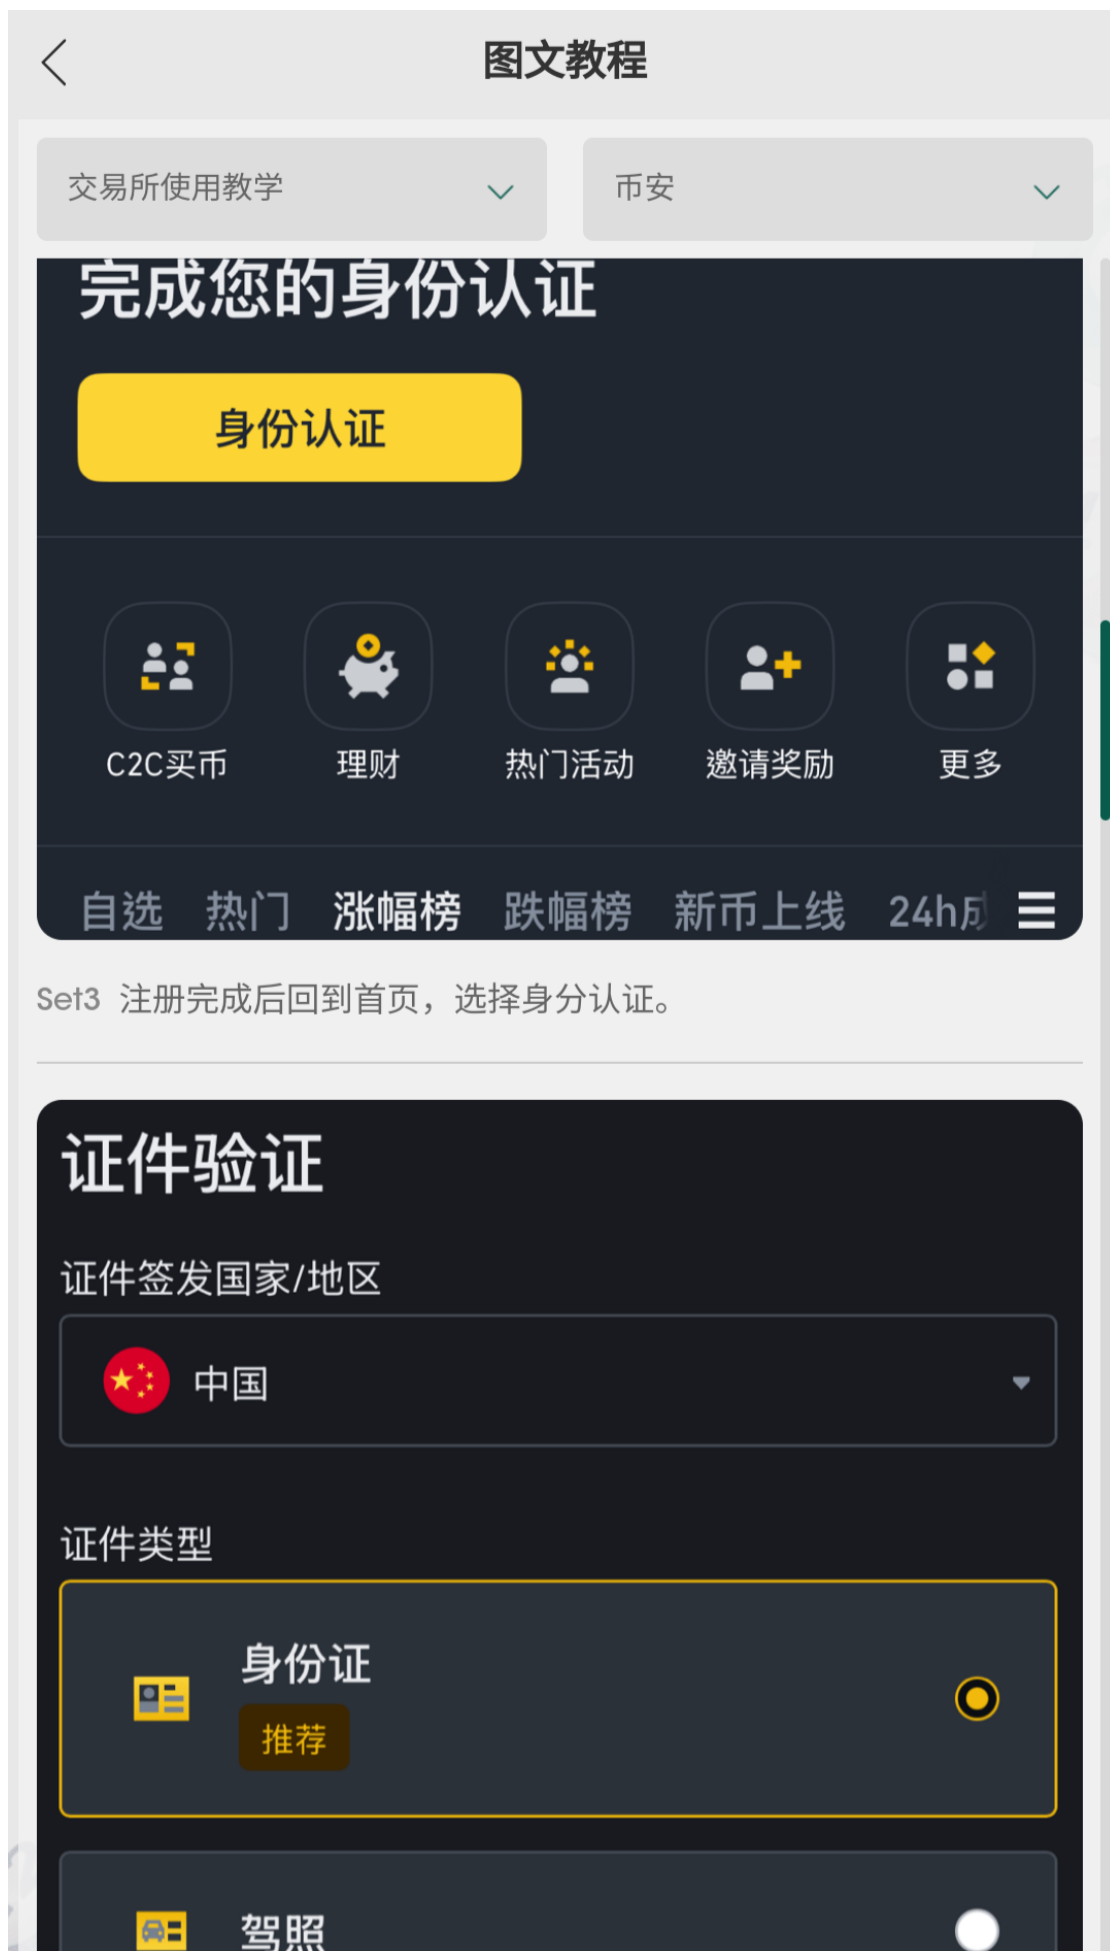 图文教程
交易所使用教学
币安
完成您的身份认证
身份认证
C2C买币
理财
热门活动
邀请奖励
更多
自选 热门 涨幅榜 跌幅榜 新币上线 24h成
Set3 注册完成后回到首页，选择身分认证。
证件验证
证件签发国家/地区
中国
证件类型
身份证
推荐
驾照